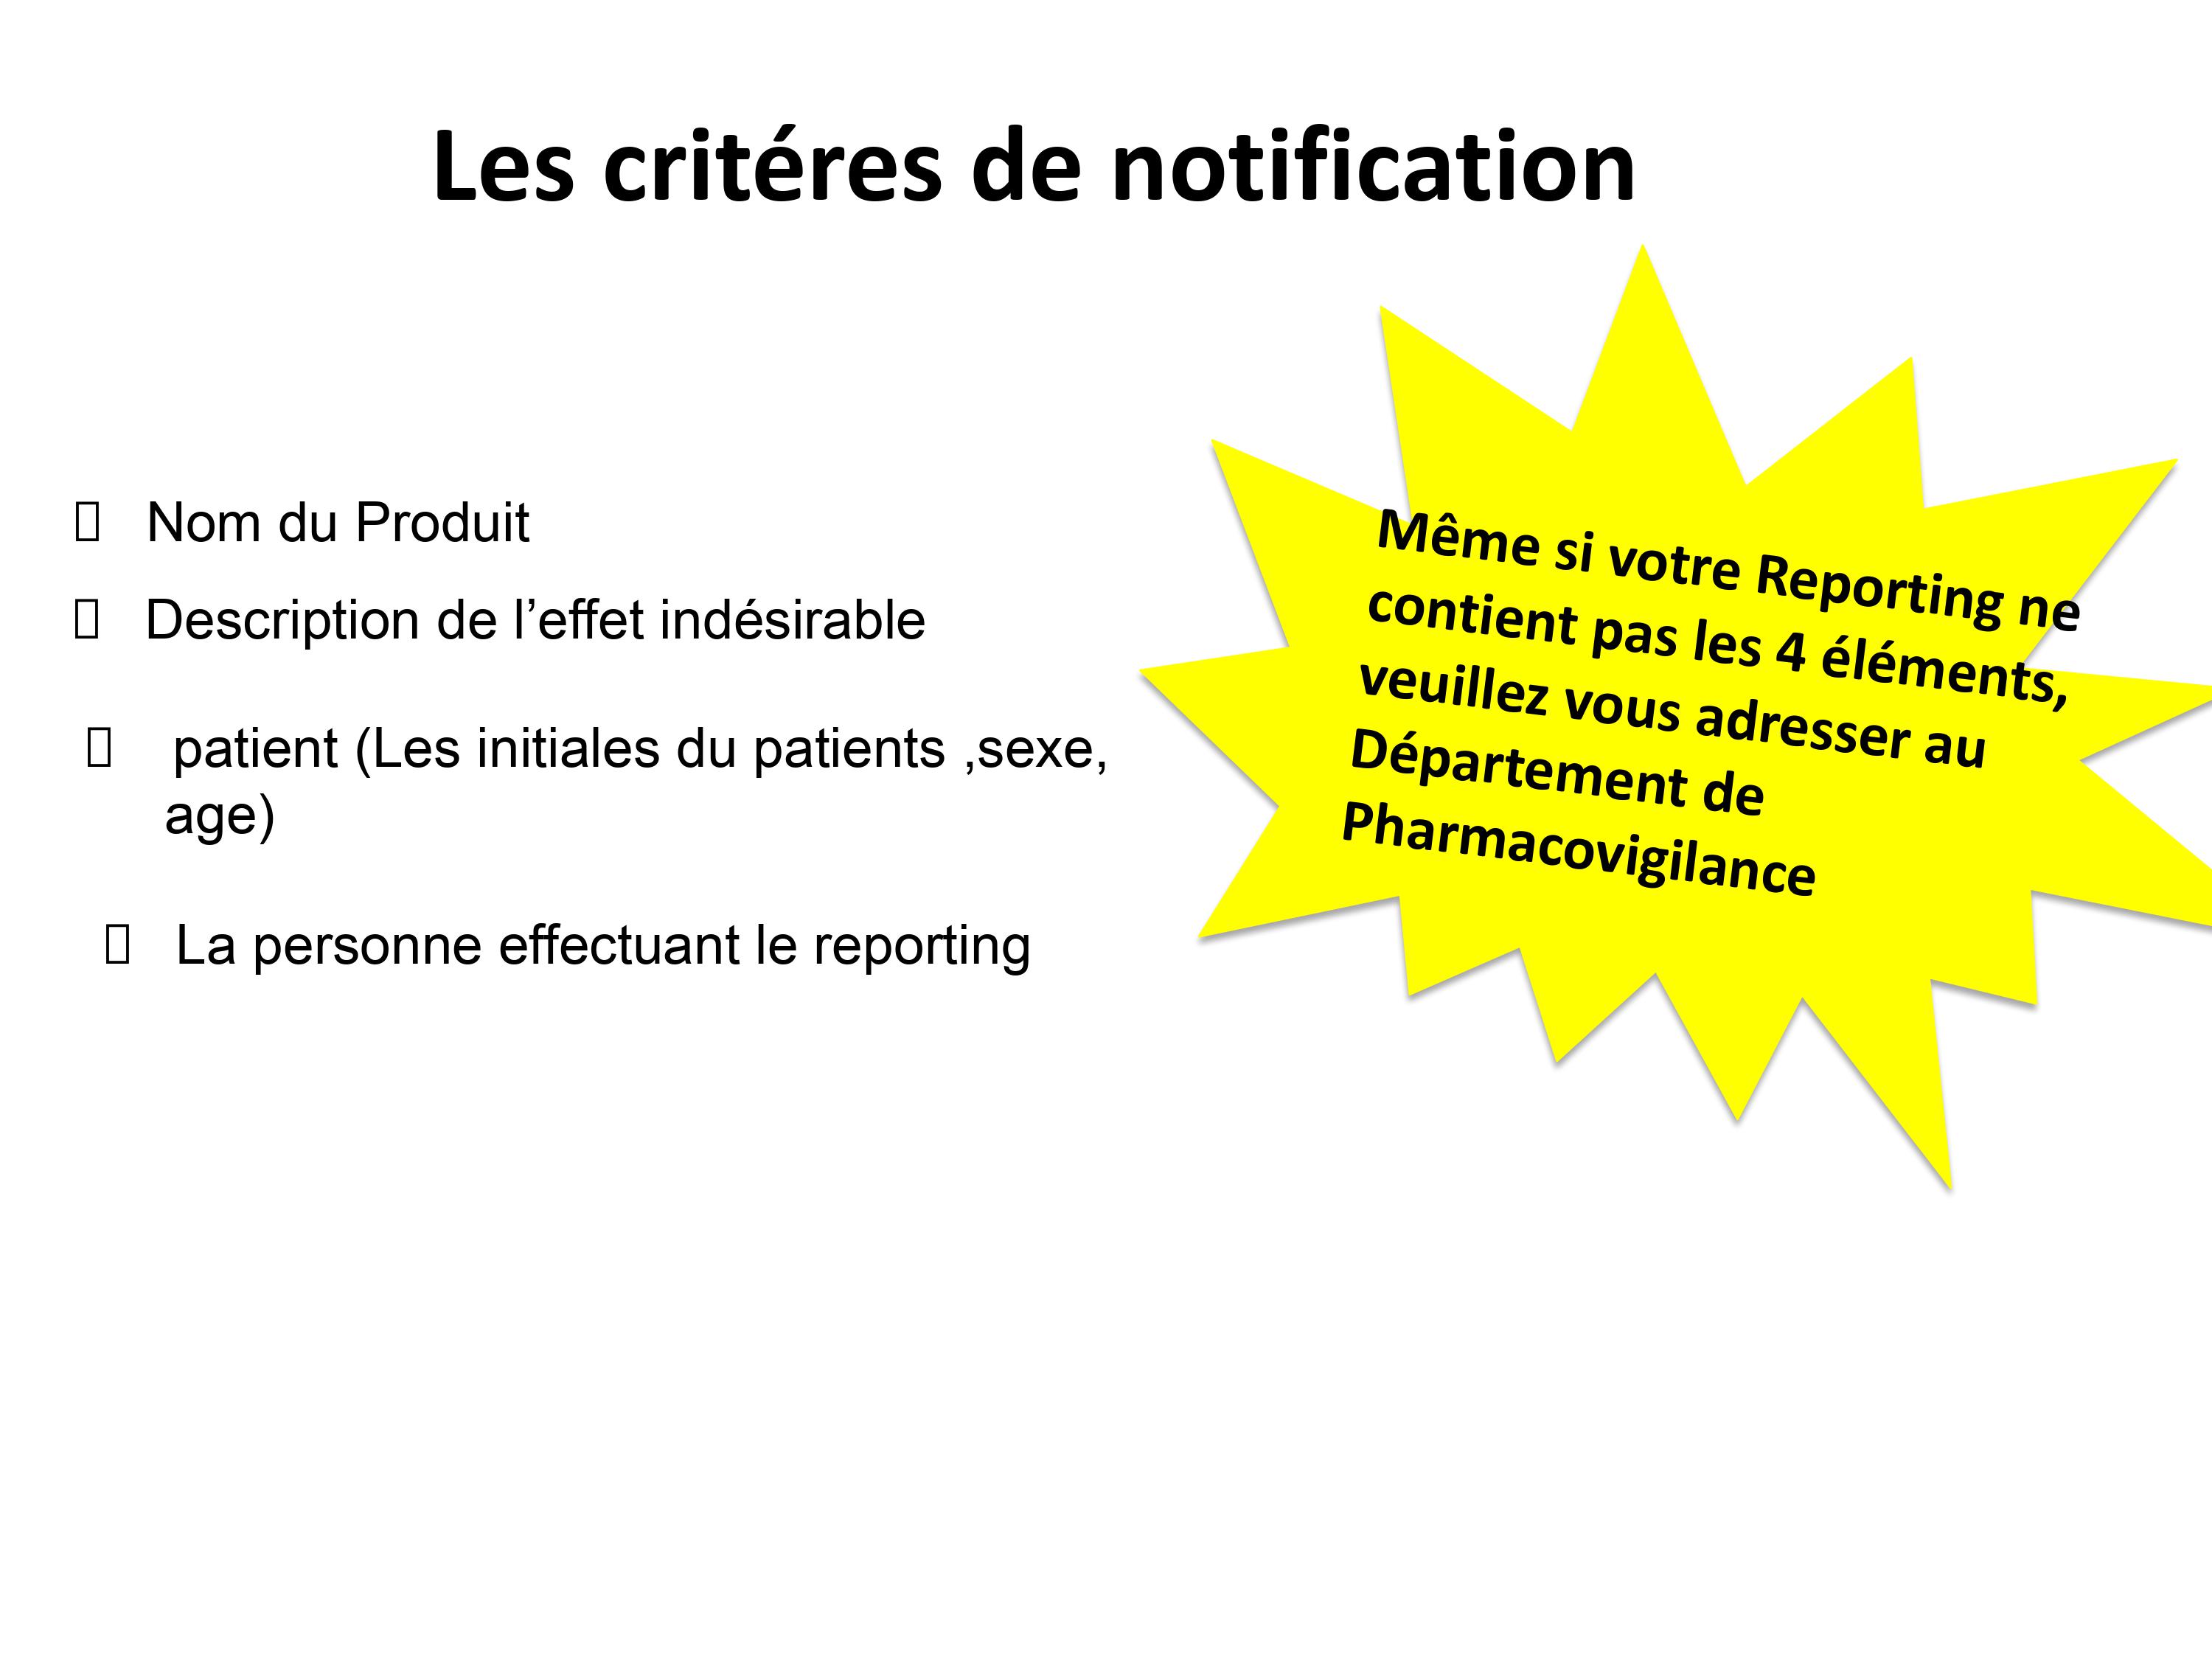 Les critéres de notification
Nom du Produit
Description de l’effet indésirable
patient (Les initiales du patients ,sexe,
age)
La personne effectuant le reporting
Même si votre Reporting ne
contient pas les 4 éléments,
veuillez vous adresser au
Département de
Pharmacovigilance